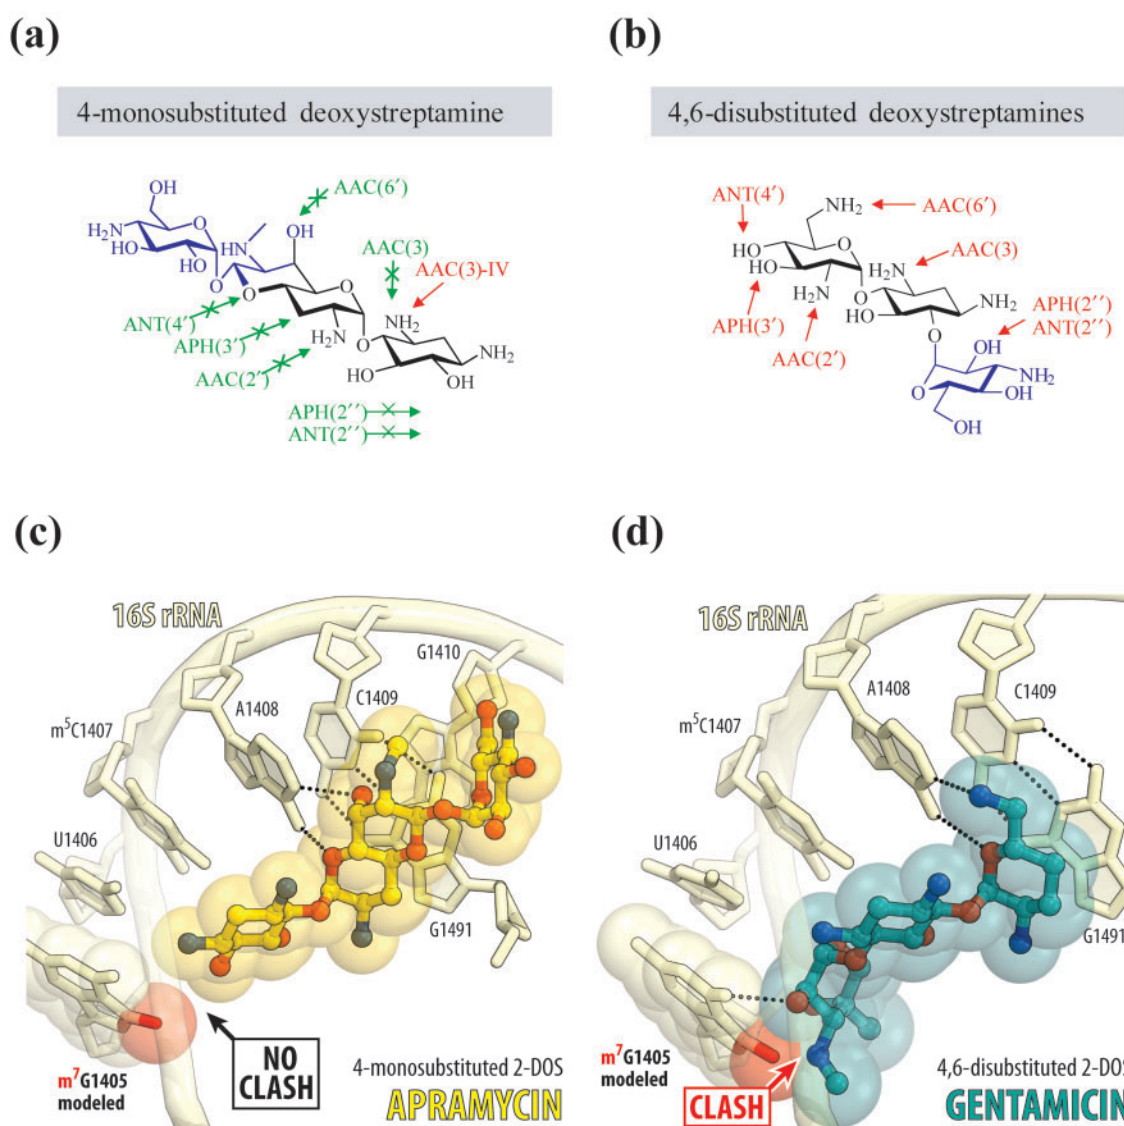 (a)
4-monosubstituted deoxystreptamine
OH
H₂N
HO
HO
O
OH
O
HN
OH
O
O
O
NH₂
H₂N
HO
OH
NH₂
AAC(6′)
AAC(3)
AAC(3)-IV
ANT(4′)
APH(3′)
AAC(2′)
APH(2′′)
ANT(2′′)
(b)
4,6-disubstituted deoxystreptamines
ANT(4′)
NH₂
AAC(6′)
HO
HO
O
H₂N
AAC(3)
H₂N
O
NH₂
HO
APH(3′)
AAC(2′)
APH(2′′)
ANT(2′′)
O
OH
NH₂
O
OH
OH
(c)
16S rRNA
G1410
C1409
A1408
m⁵C1407
U1406
G1491
m⁷G1405
modeled
NO
CLASH
4-monosubstituted 2-DOS
APRAMYCIN
(d)
16S rRNA
C1409
A1408
m⁵C1407
U1406
G1491
m⁷G1405
modeled
CLASH
4,6-disubstituted 2-DOS
GENTAMICIN